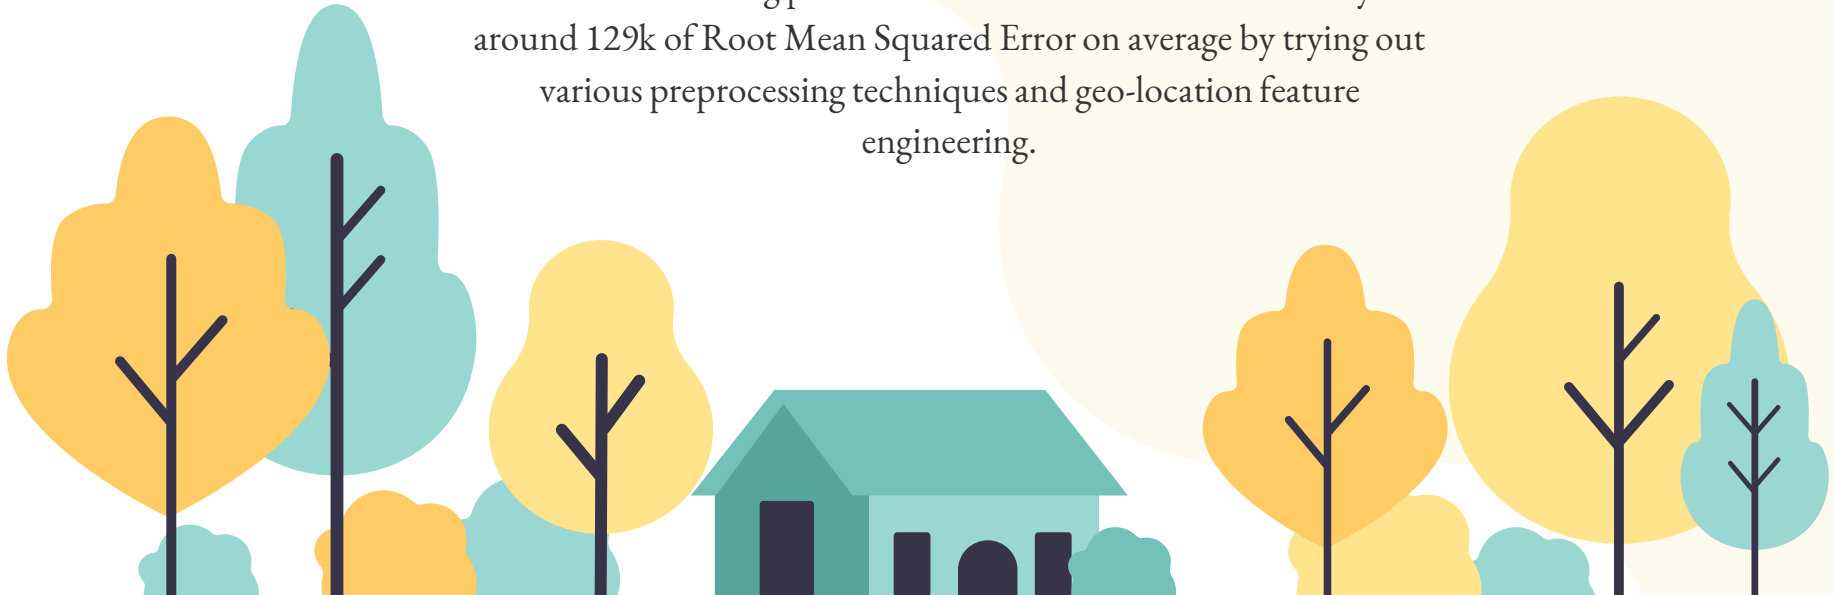 around 129k of Root Mean Squared Error on average by trying out
various preprocessing techniques and geo-location feature
engineering.